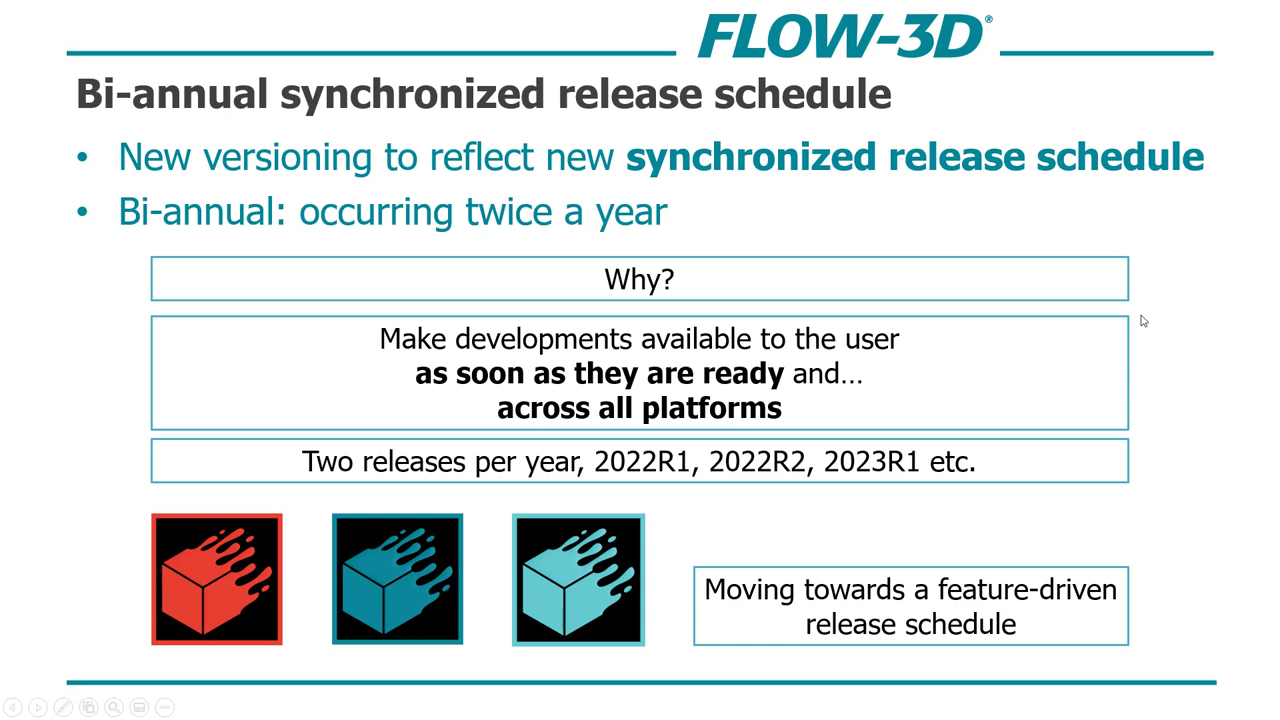 FLOW-3D®
Bi-annual synchronized release schedule
• New versioning to reflect new synchronized release schedule
• Bi-annual: occurring twice a year
Why?
Make developments available to the user
as soon as they are ready and...
across all platforms
Two releases per year, 2022R1, 2022R2, 2023R1 etc.
Moving towards a feature-driven
release schedule